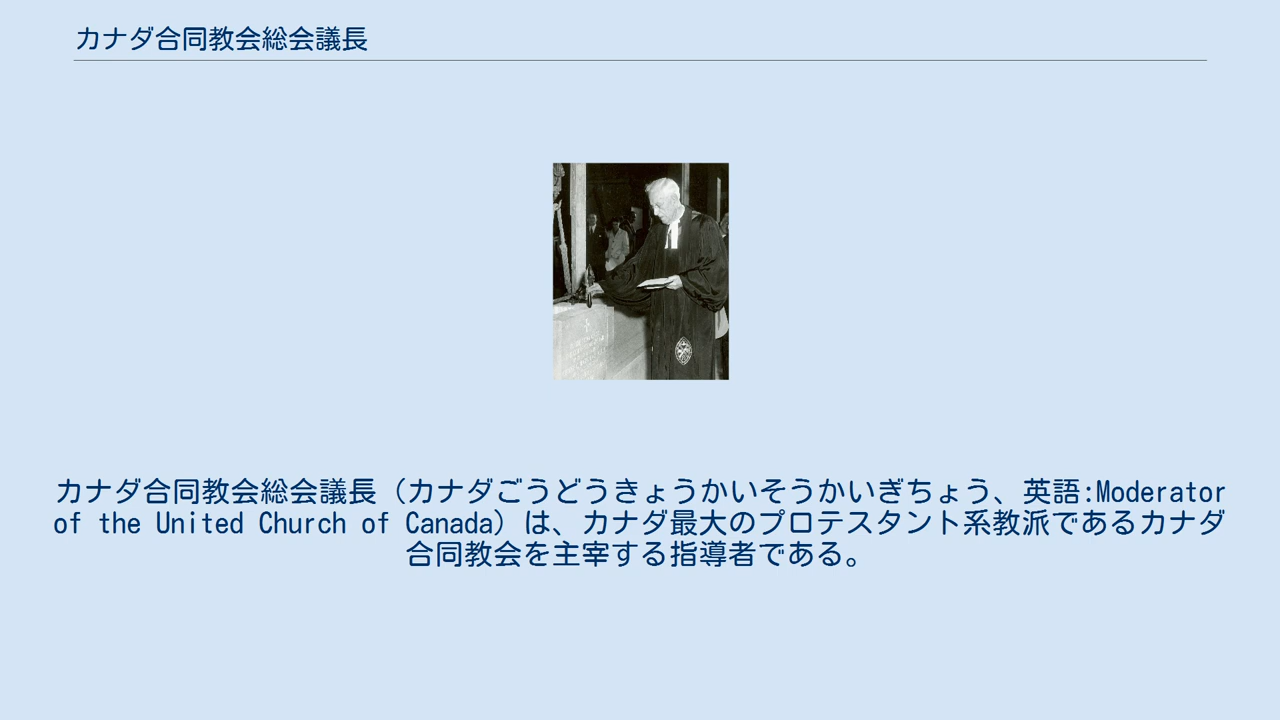 カナダ合同教会総会議長
カナダ合同教会総会議長（カナダごうどうきょうかいそうかいぎちょう、英語:Moderator
of the United Church of Canada）は、カナダ最大のプロテスタント系教派であるカナダ
合同教会を主宰する指導者である。